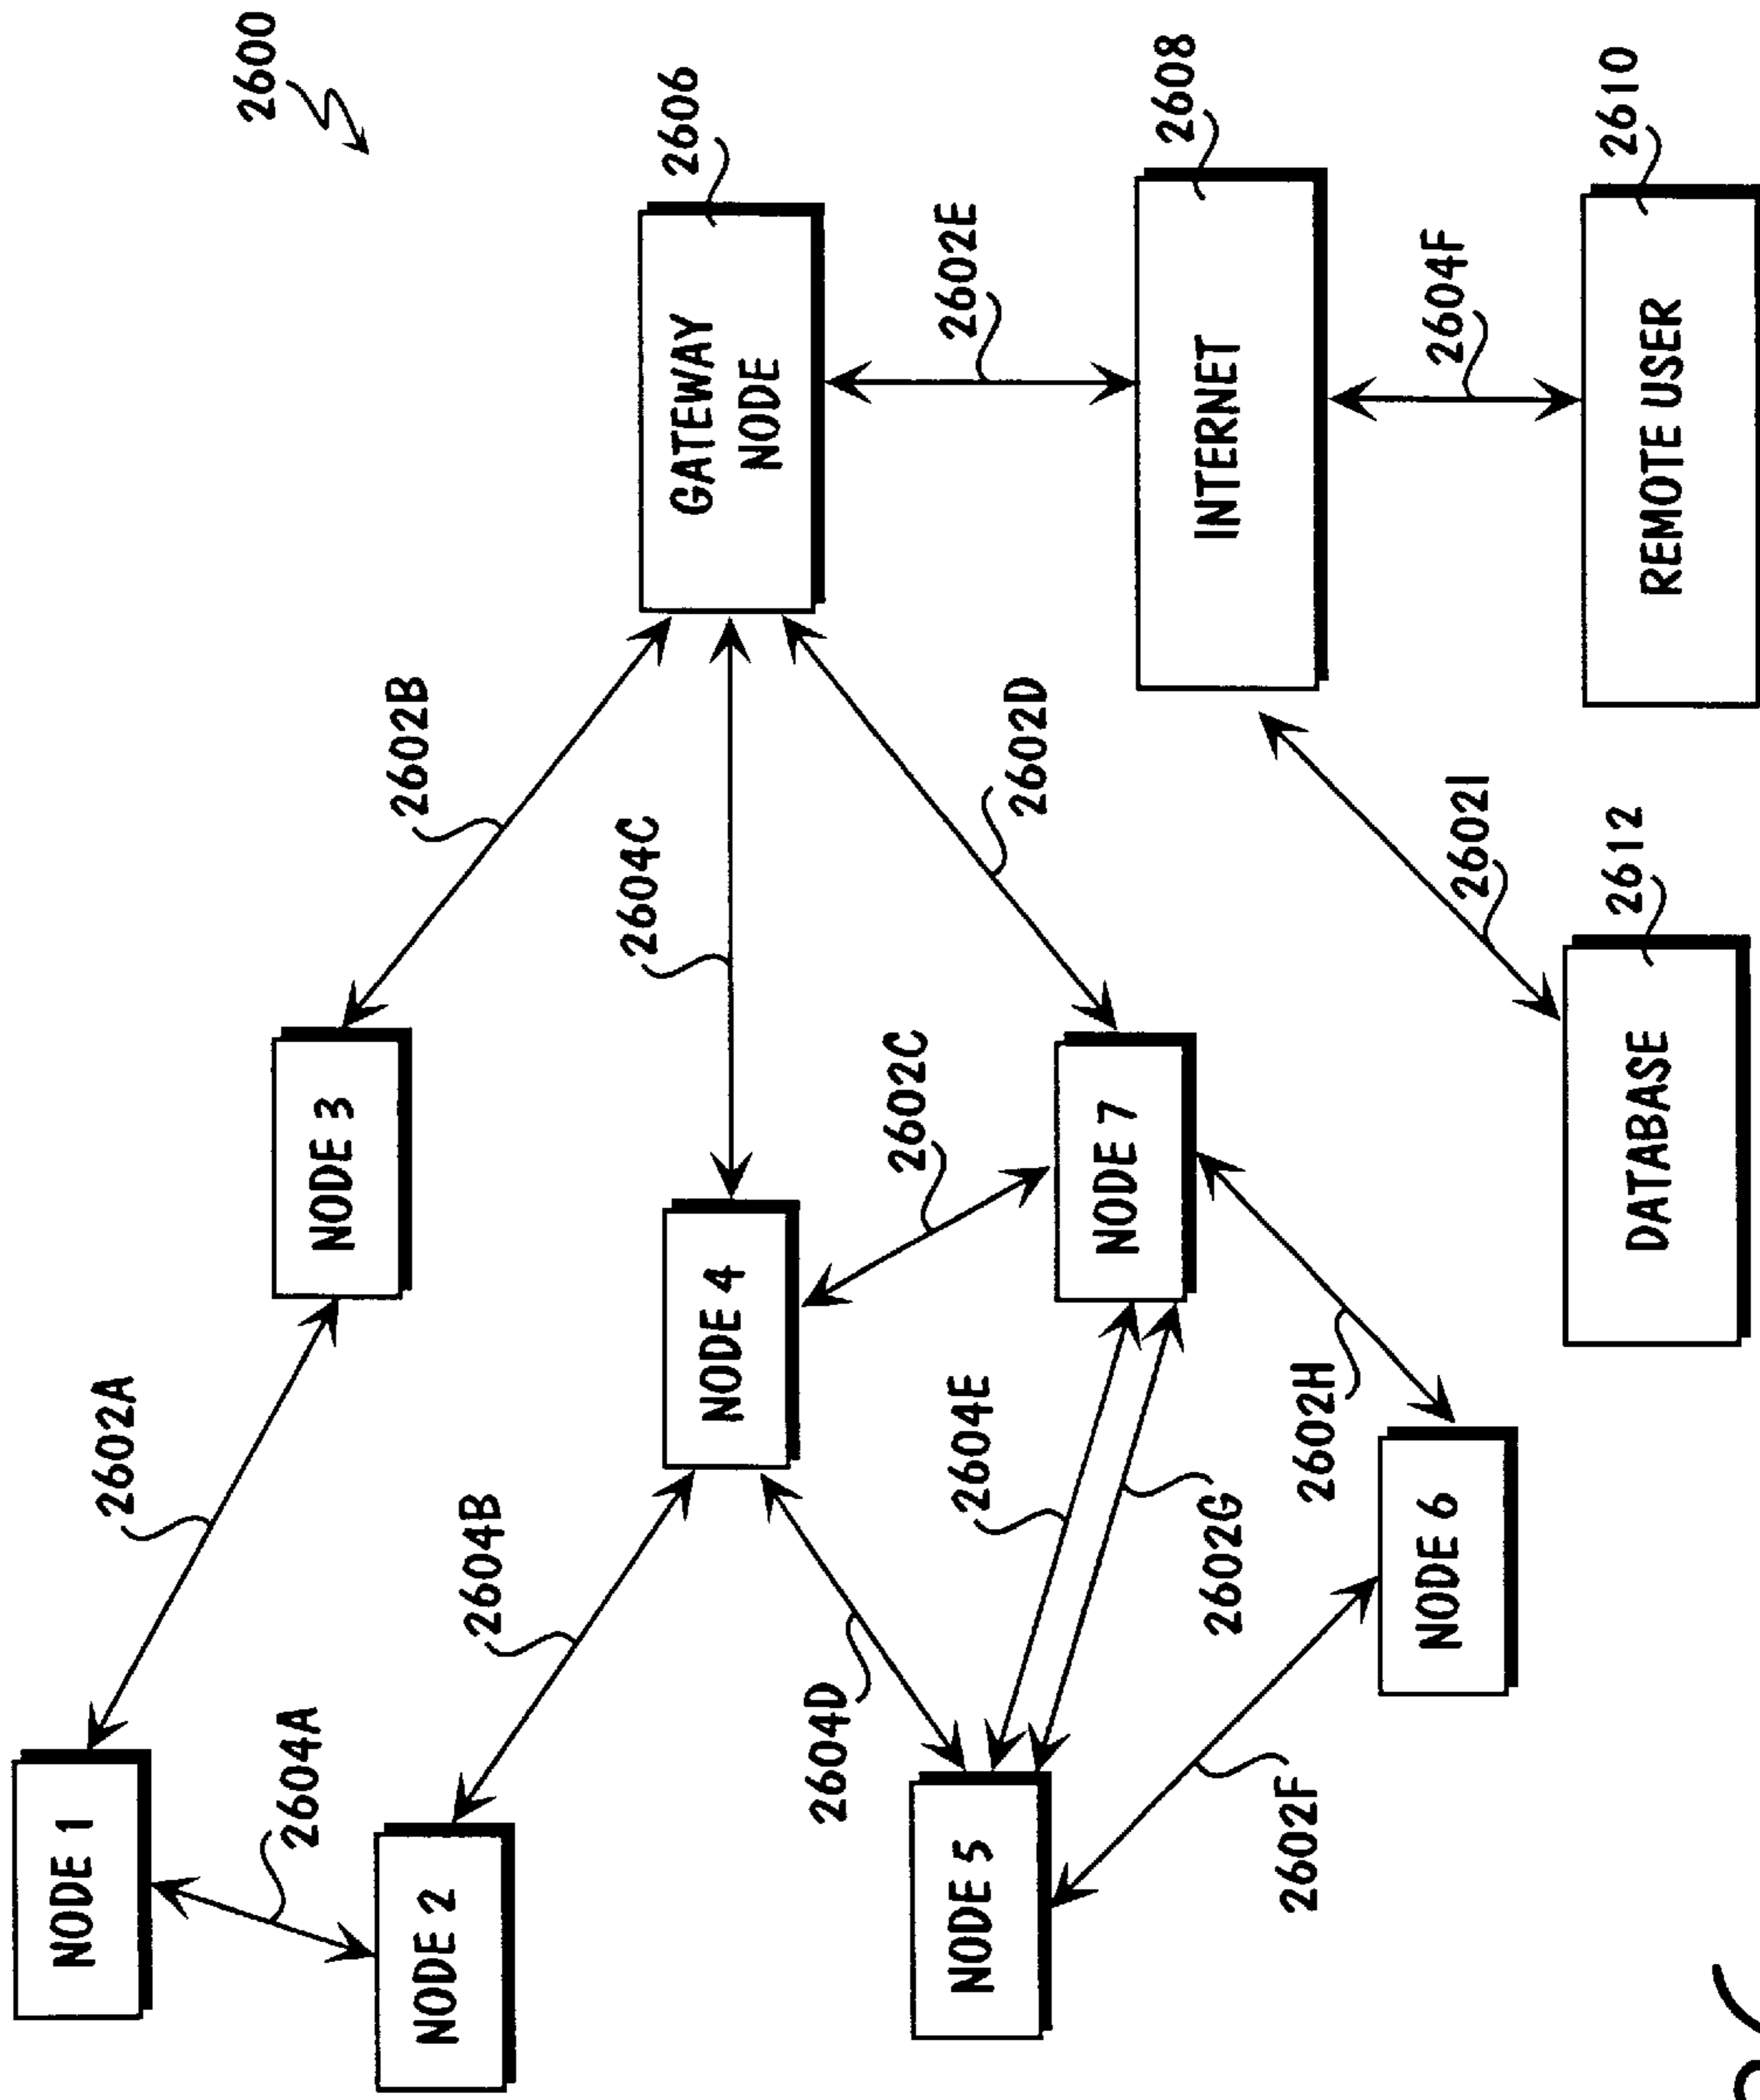 2600
NODE 1
2602A
NODE 3
2602B
GATEWAY
NODE
2606
2604A
NODE 2
2604B
NODE 4
2604C
2602E
2604D
2602C
2602D
INTERNET
2608
NODE 5
2604E
NODE 7
2602G
2602F
2602H
NODE 6
2602I
2604F
DATABASE
2612
REMOTE USER
2610